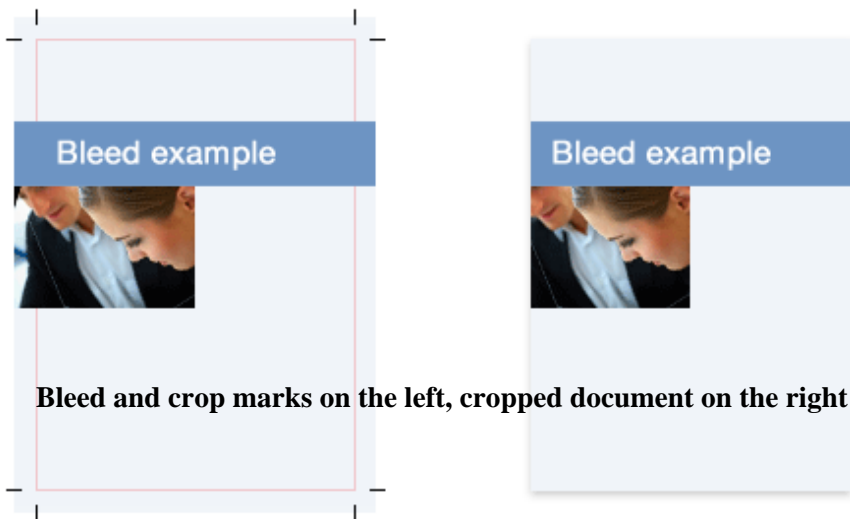 Bleed example
Bleed example
Bleed and crop marks on the left, cropped document on the right